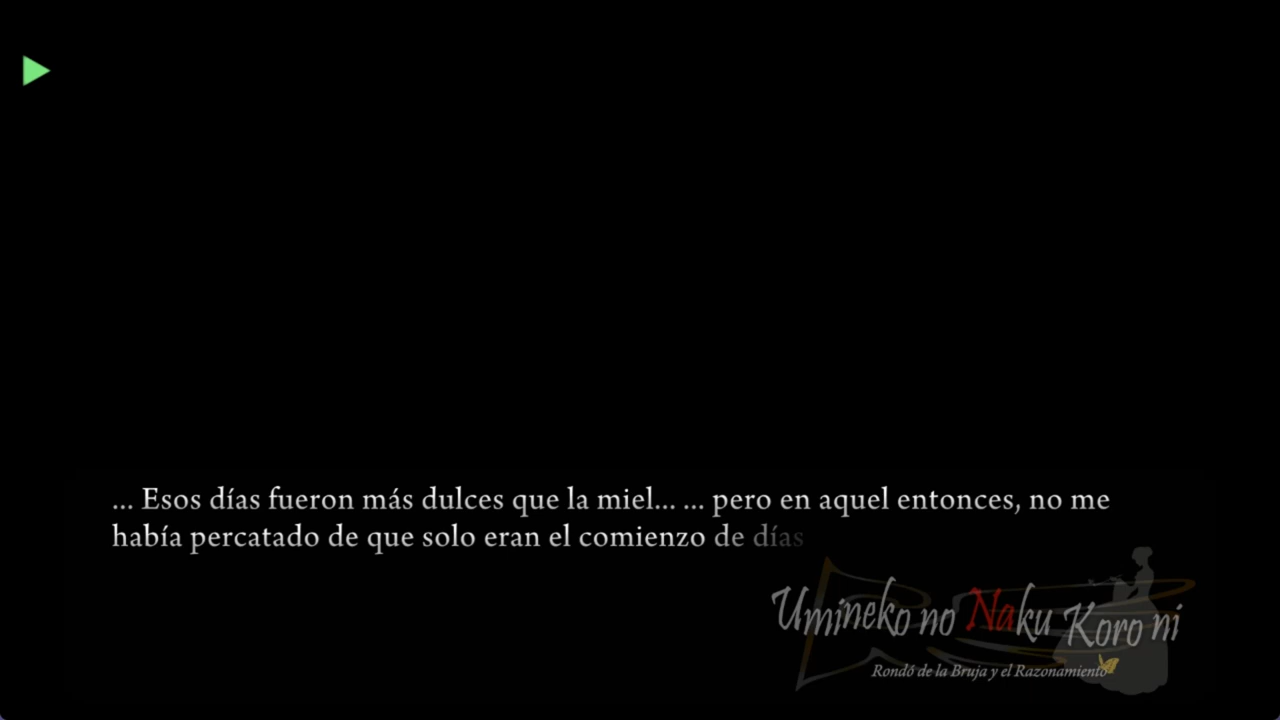 ... Esos días fueron más dulces que la miel... ... pero en aquel entonces, no me
había percatado de que solo eran el comienzo de días
Umineko no Naku Koro ni
Rondó de la Bruja y el Razonamiento